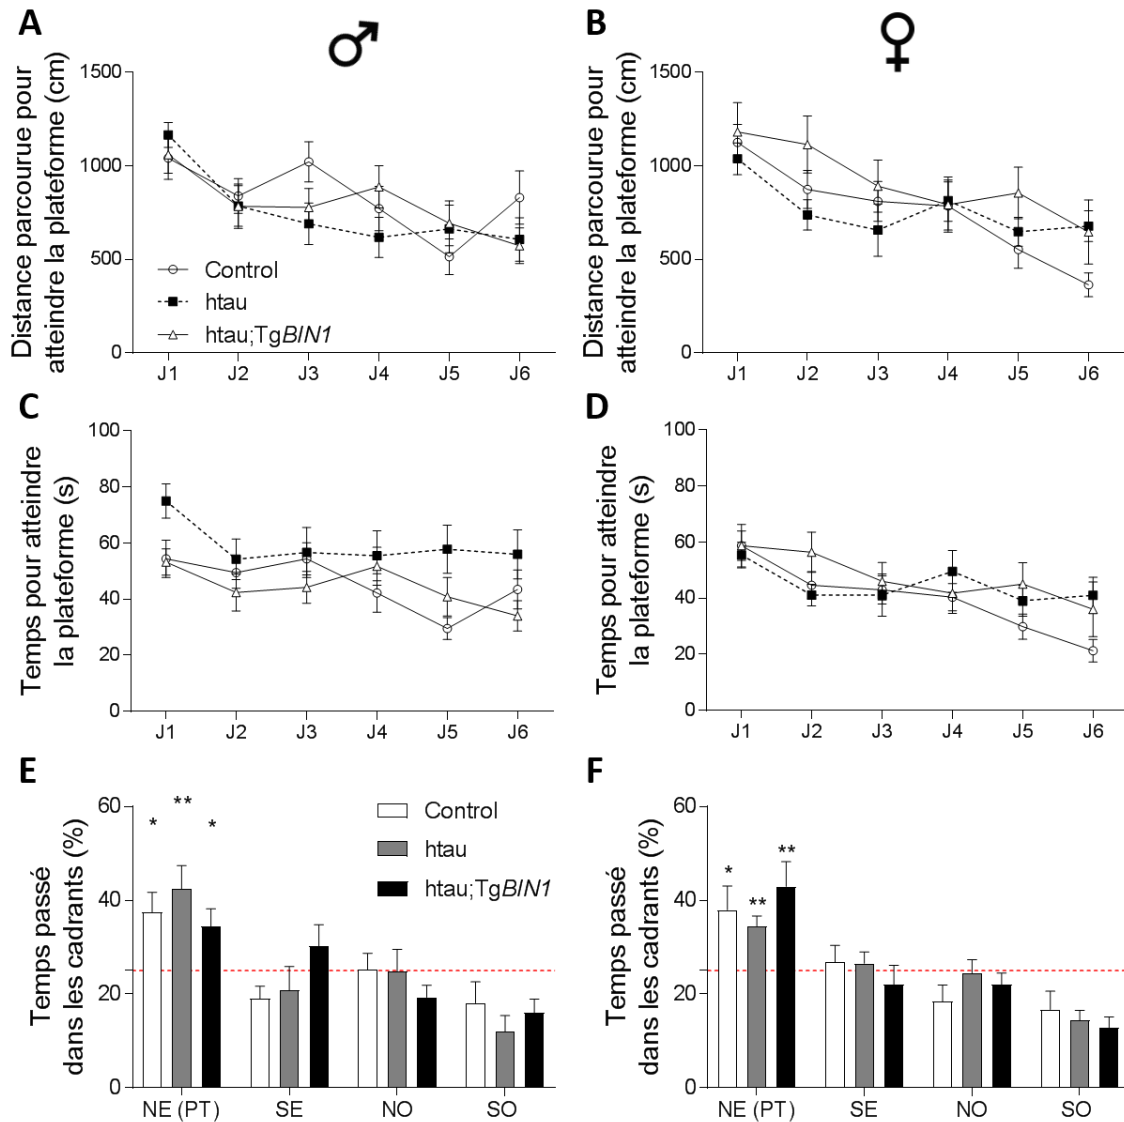 A
B
Distance parcourue pour
atteindre la plateforme (cm)
1500
1000
500
0
Control
htau
htau;TgBIN1
J1 J2 J3 J4 J5 J6
Distance parcourue pour
atteindre la plateforme (cm)
1500
1000
500
0
J1 J2 J3 J4 J5 J6
C
D
Temps pour atteindre
la plateforme (s)
100
80
60
40
20
0
J1 J2 J3 J4 J5 J6
Temps pour atteindre
la plateforme (s)
100
80
60
40
20
0
J1 J2 J3 J4 J5 J6
E
F
Temps passé
dans les cadrants (%)
60
40
20
0
* ** *
Control
htau
htau;TgBIN1
NE (PT) SE NO SO
Temps passé
dans les cadrants (%)
60
40
20
0
* ** **
NE (PT) SE NO SO